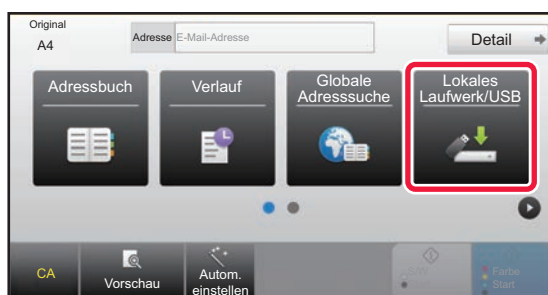 Original
A4
Adresse E-Mail-Adresse
Detail
Adressbuch
Verlauf
Globale
Adresssuche
Lokales
Laufwerk/USB
CA
Vorschau
Autom.
einstellen
S/W
Start
Farbe
Start